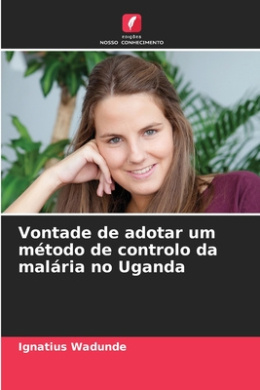 edições
NOSSO CONHECIMENTO
Vontade de adotar um
método de controlo da
malária no Uganda
Ignatius Wadunde